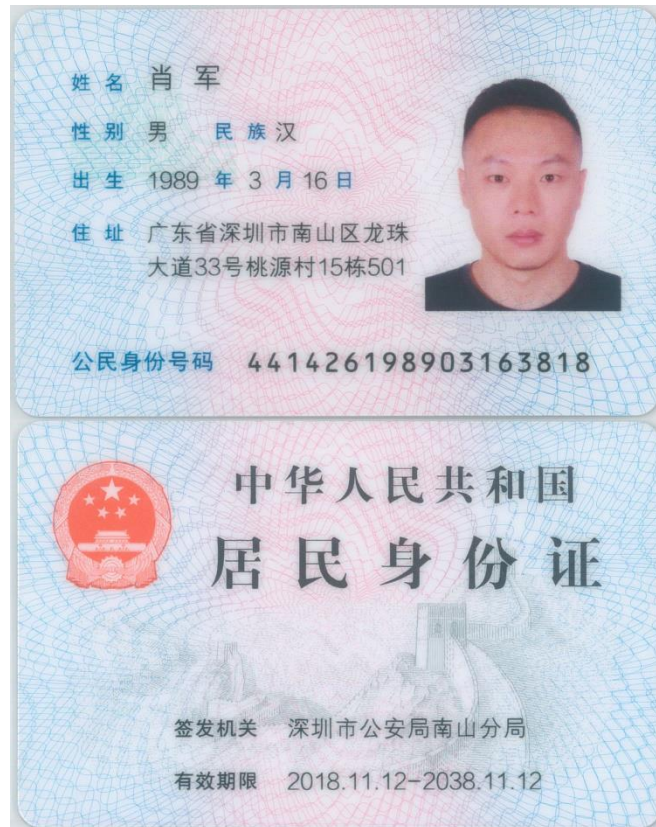 姓名 肖军
性别 男 民族 汉
出生 1989 年 3 月 16 日
住址 广东省深圳市南山区龙珠
大道33号桃源村15栋501
公民身份号码 441426198903163818
中华人民共和国
居民身份证
签发机关 深圳市公安局南山分局
有效期限 2018.11.12-2038.11.12